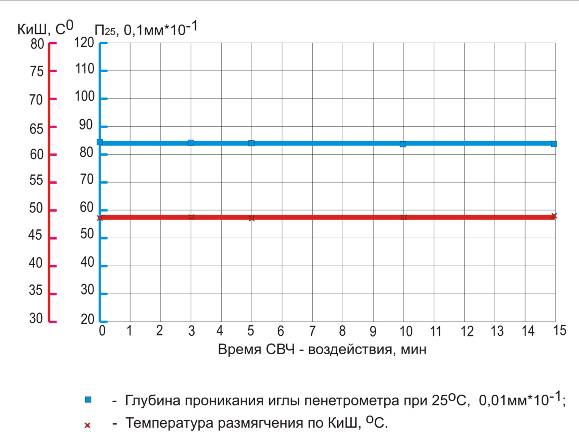 КиШ, С⁰ П₂₅, 0,1мм*10⁻¹
80 120
75 110
70 100
65 90
60 80
55 70
50 60
45 50
40 40
35 30
30 20
0 1 2 3 4 5 6 7 8 9 10 11 12 13 14 15
Время СВЧ - воздействия, мин
- Глубина проникания иглы пенетрометра при 25⁰С, 0,01мм*10⁻¹;
- Температура размягчения по КиШ, ⁰С.